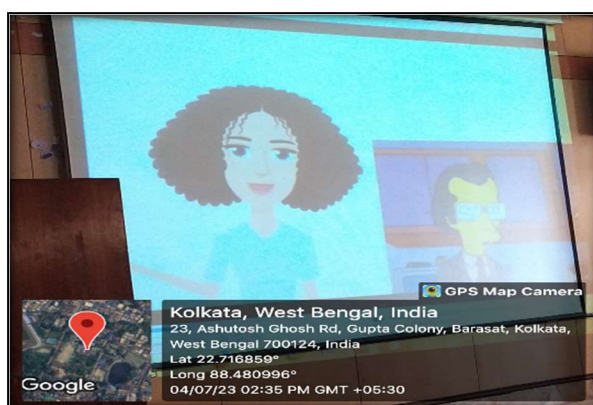 GPS Map Camera
Kolkata, West Bengal, India
23, Ashutosh Ghosh Rd, Gupta Colony, Barasat, Kolkata,
West Bengal 700124, India
Lat 22.716859°
Long 88.480996°
04/07/23 02:35 PM GMT +05:30
Google